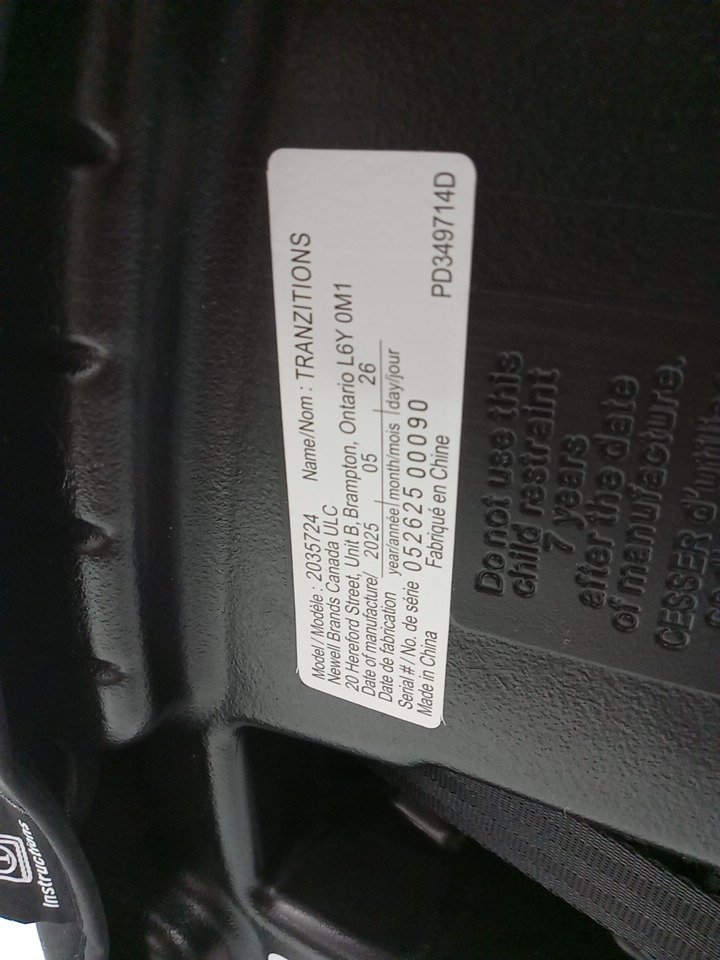 Model / Modèle : 2035724 Name/Nom : TRANZITIONS
Newell Brands Canada ULC
20 Hereford Street, Unit B, Brampton, Ontario L6Y 0M1
Date of manufacture/ 2025 05 26
Date de fabrication year/année month/mois day/jour
Serial # / No. de série 052625 00090
Made in China Fabriqué en Chine PD349714D
Do not use this
child restraint
7 years
after the date
of manufacture.
CESSER d'utiliser
Instructions